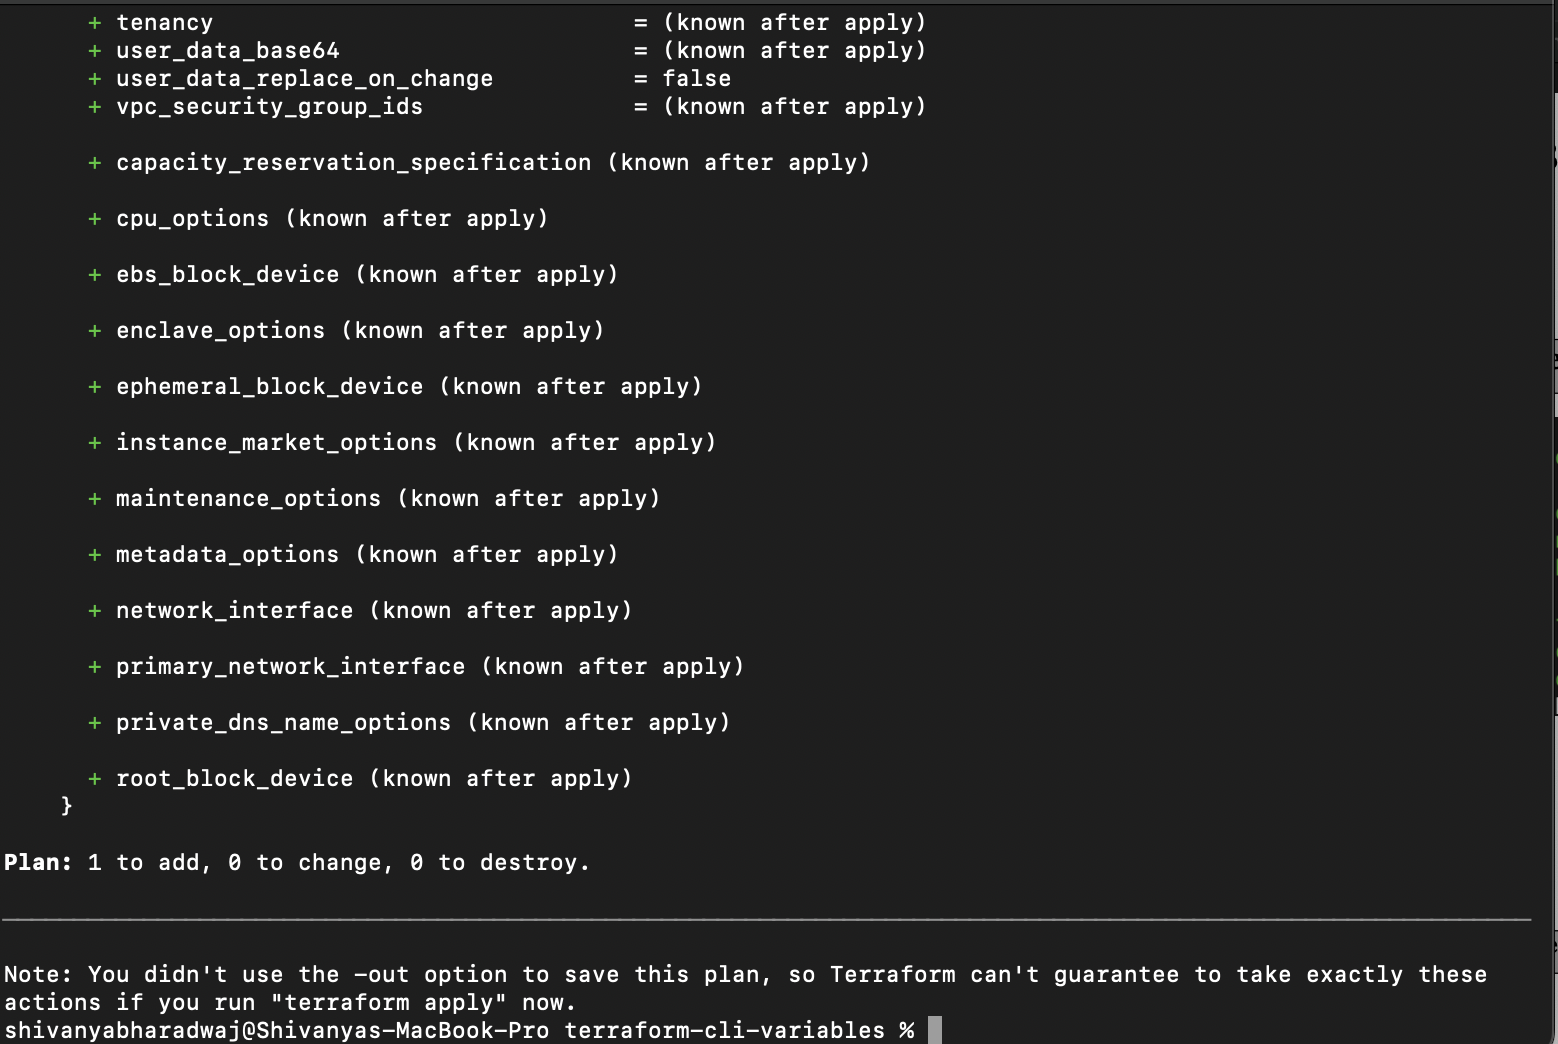 + tenancy = (known after apply)
+ user_data_base64 = (known after apply)
+ user_data_replace_on_change = false
+ vpc_security_group_ids = (known after apply)
+ capacity_reservation_specification (known after apply)
+ cpu_options (known after apply)
+ ebs_block_device (known after apply)
+ enclave_options (known after apply)
+ ephemeral_block_device (known after apply)
+ instance_market_options (known after apply)
+ maintenance_options (known after apply)
+ metadata_options (known after apply)
+ network_interface (known after apply)
+ primary_network_interface (known after apply)
+ private_dns_name_options (known after apply)
+ root_block_device (known after apply)
}
Plan: 1 to add, 0 to change, 0 to destroy.
Note: You didn't use the -out option to save this plan, so Terraform can't guarantee to take exactly these
actions if you run "terraform apply" now.
shivanyabharadwaj@Shivanyas-MacBook-Pro terraform-cli-variables %